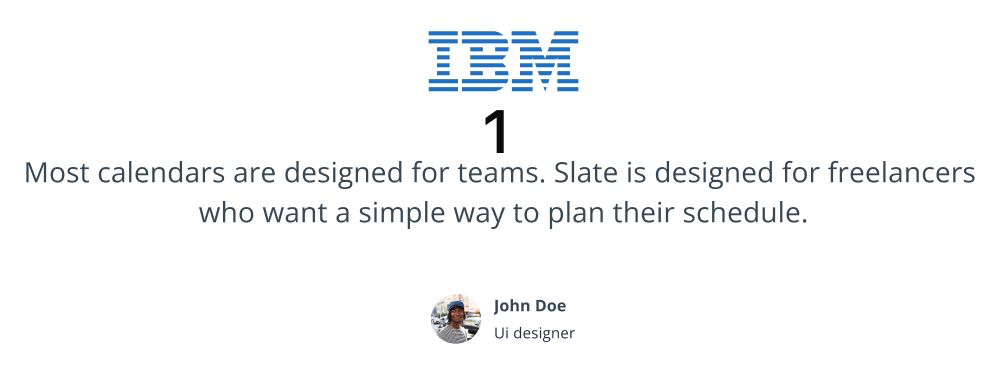 IBM
1
Most calendars are designed for teams. Slate is designed for freelancers
who want a simple way to plan their schedule.
John Doe
Ui designer